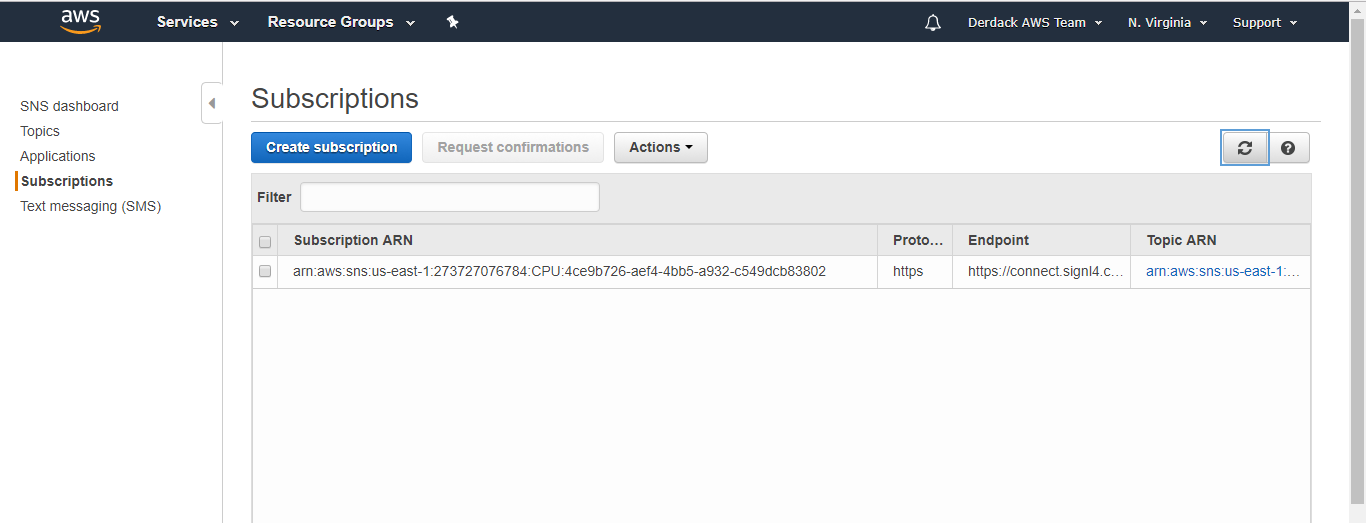 aws Services Resource Groups Derdack AWS Team N. Virginia Support
SNS dashboard
Topics
Applications
Subscriptions
Text messaging (SMS)
Subscriptions
Create subscription Request confirmations Actions
Filter
Subscription ARN Proto... Endpoint Topic ARN
arn:aws:sns:us-east-1:273727076784:CPU:4ce9b726-aef4-4bb5-a932-c549dcb83802 https https://connect.signl4.c... arn:aws:sns:us-east-1:...